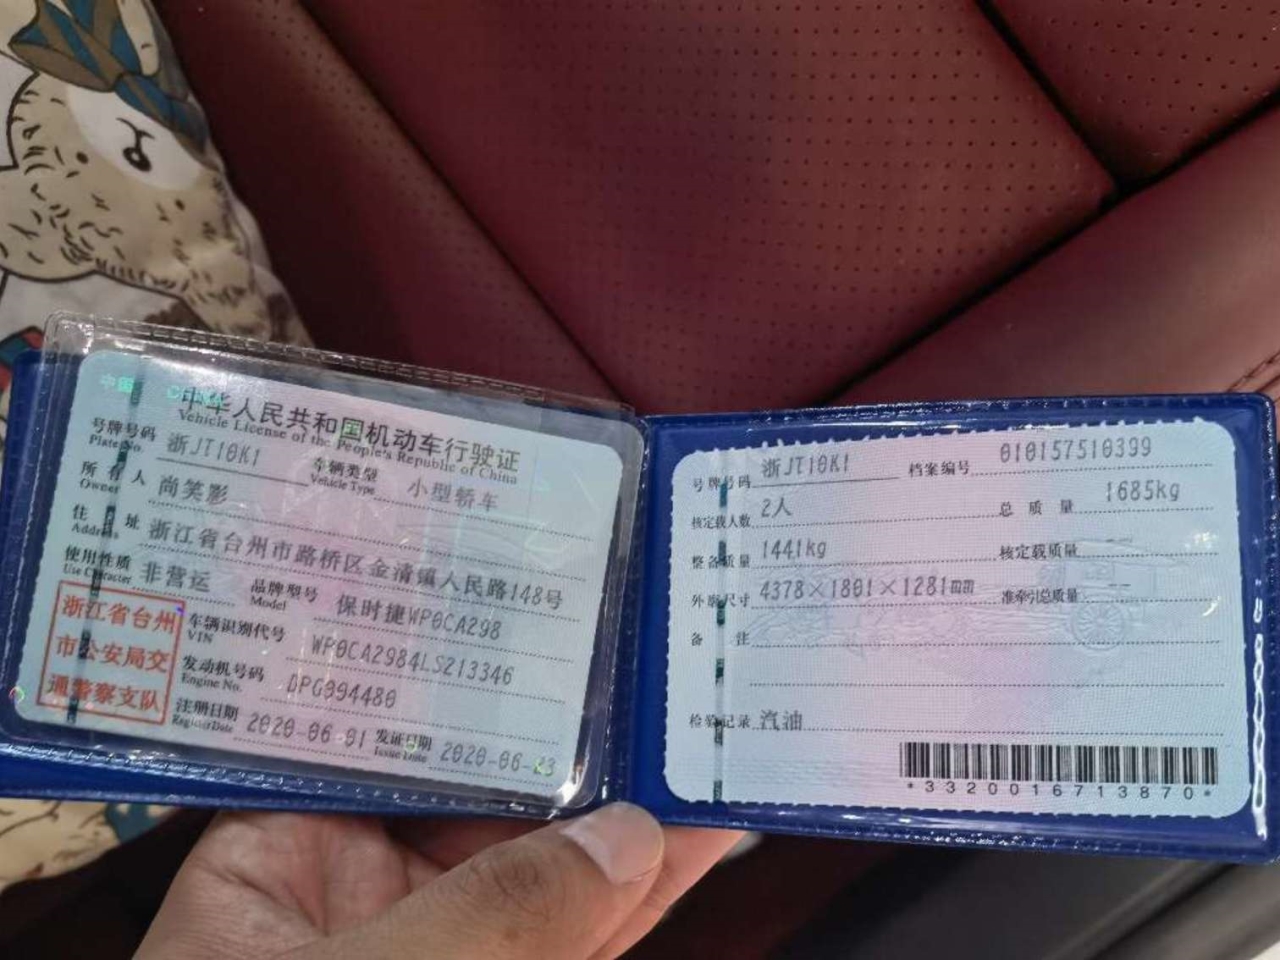 中国 CHINA
中华人民共和国机动车行驶证
Vehicle License of the People's Republic of China
号牌号码 浙JT10K1 车辆类型 小型轿车
Plate No. Vehicle Type
所有人 尚笑影
Owner
住址 浙江省台州市路桥区金清镇人民路148号
Address
使用性质 非营运 品牌型号 保时捷WP0CA298
Use Character Model
浙江省台州
市公安局交
通警察支队
车辆识别代号 WP0CA2984LS213346
VIN
发动机号码 DPG994480
Engine No.
注册日期 2020-06-01 发证日期 2020-06-23
Register Date Issue Date
号牌号码 浙JT10K1 档案编号 010157510399
核定载人数 2人 总质量 1685kg
整备质量 1441kg 核定载质量 --
外廓尺寸 4378×1801×1281mm 准牵引总质量 --
备注
检验记录 汽油
*3320016713870*